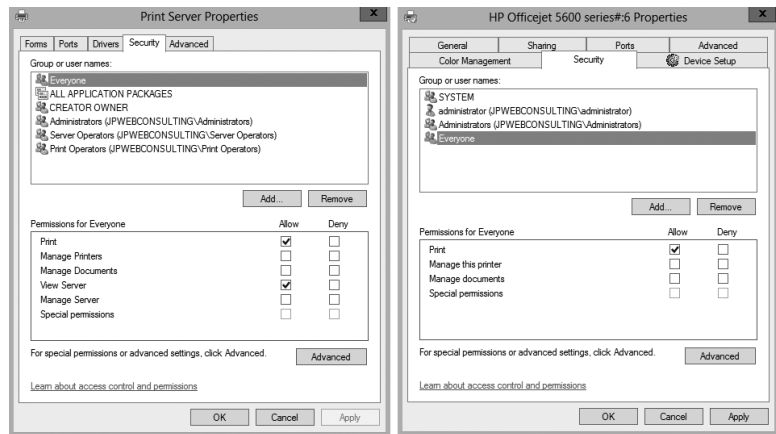 Print Server Properties
x
Forms Ports Drivers Security Advanced
Group or user names:
Everyone
ALL APPLICATION PACKAGES
CREATOR OWNER
Administrators (JPWEBCONSULTING\Administrators)
Server Operators (JPWEBCONSULTING\Server Operators)
Print Operators (JPWEBCONSULTING\Print Operators)
Add... Remove
Permissions for Everyone Allow Deny
Print
Manage Printers
Manage Documents
View Server
Manage Server
Special permissions
For special permissions or advanced settings, click Advanced. Advanced
Learn about access control and permissions
OK Cancel Apply
HP Officejet 5600 series#:6 Properties
x
General Sharing Ports Advanced
Color Management Security Device Setup
Group or user names:
SYSTEM
administrator (JPWEBCONSULTING\administrator)
Administrators (JPWEBCONSULTING\Administrators)
Everyone
Add... Remove
Permissions for Everyone Allow Deny
Print
Manage this printer
Manage documents
Special permissions
For special permissions or advanced settings, click Advanced. Advanced
Learn about access control and permissions
OK Cancel Apply